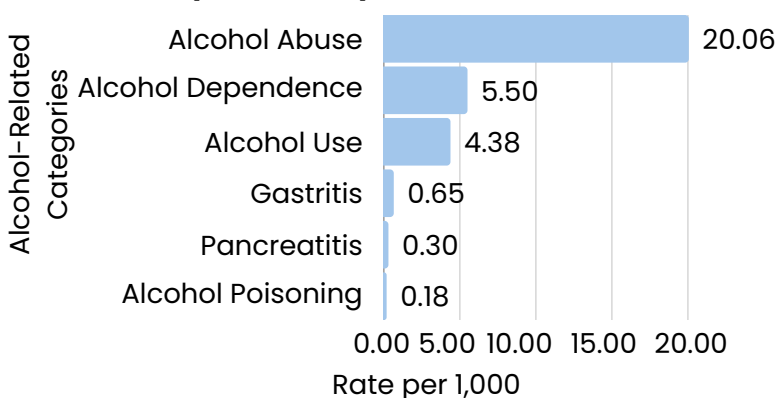 Alcohol-Related
Categories
Alcohol Abuse 20.06
Alcohol Dependence 5.50
Alcohol Use 4.38
Gastritis 0.65
Pancreatitis 0.30
Alcohol Poisoning 0.18
0.00 5.00 10.00 15.00 20.00
Rate per 1,000